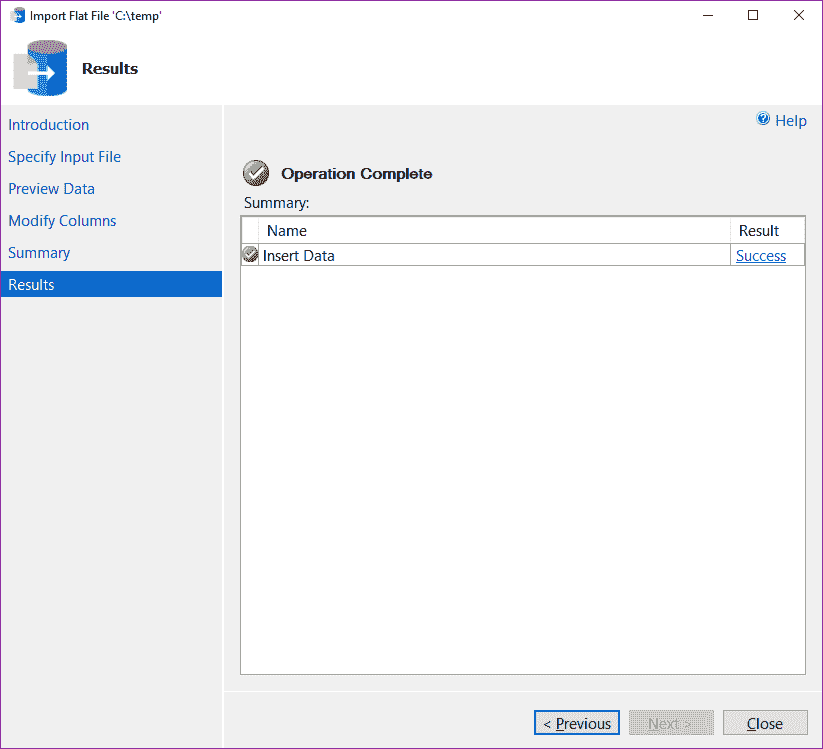 Import Flat File 'C:\temp'
Results
Introduction
Specify Input File
Preview Data
Modify Columns
Summary
Results
Help
Operation Complete
Summary:
Name Result
Insert Data Success
< Previous Next > Close